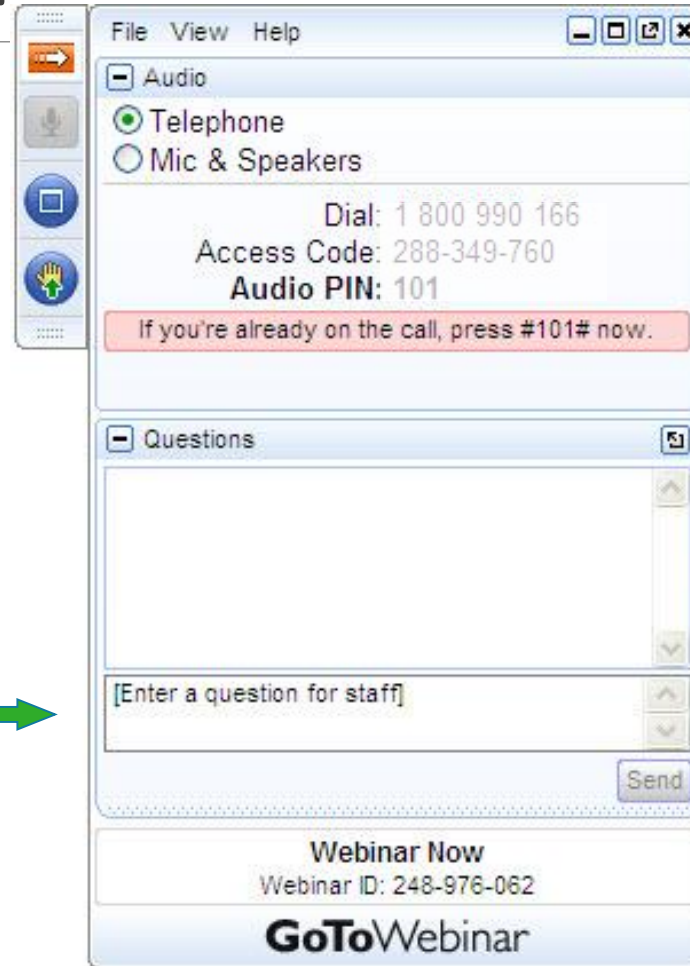 File View Help
Audio
Telephone
Mic & Speakers
Dial: 1 800 990 166
Access Code: 288-349-760
Audio PIN: 101
If you're already on the call, press #101# now.
Questions
[Enter a question for staff]
Send
Webinar Now
Webinar ID: 248-976-062
GoToWebinar